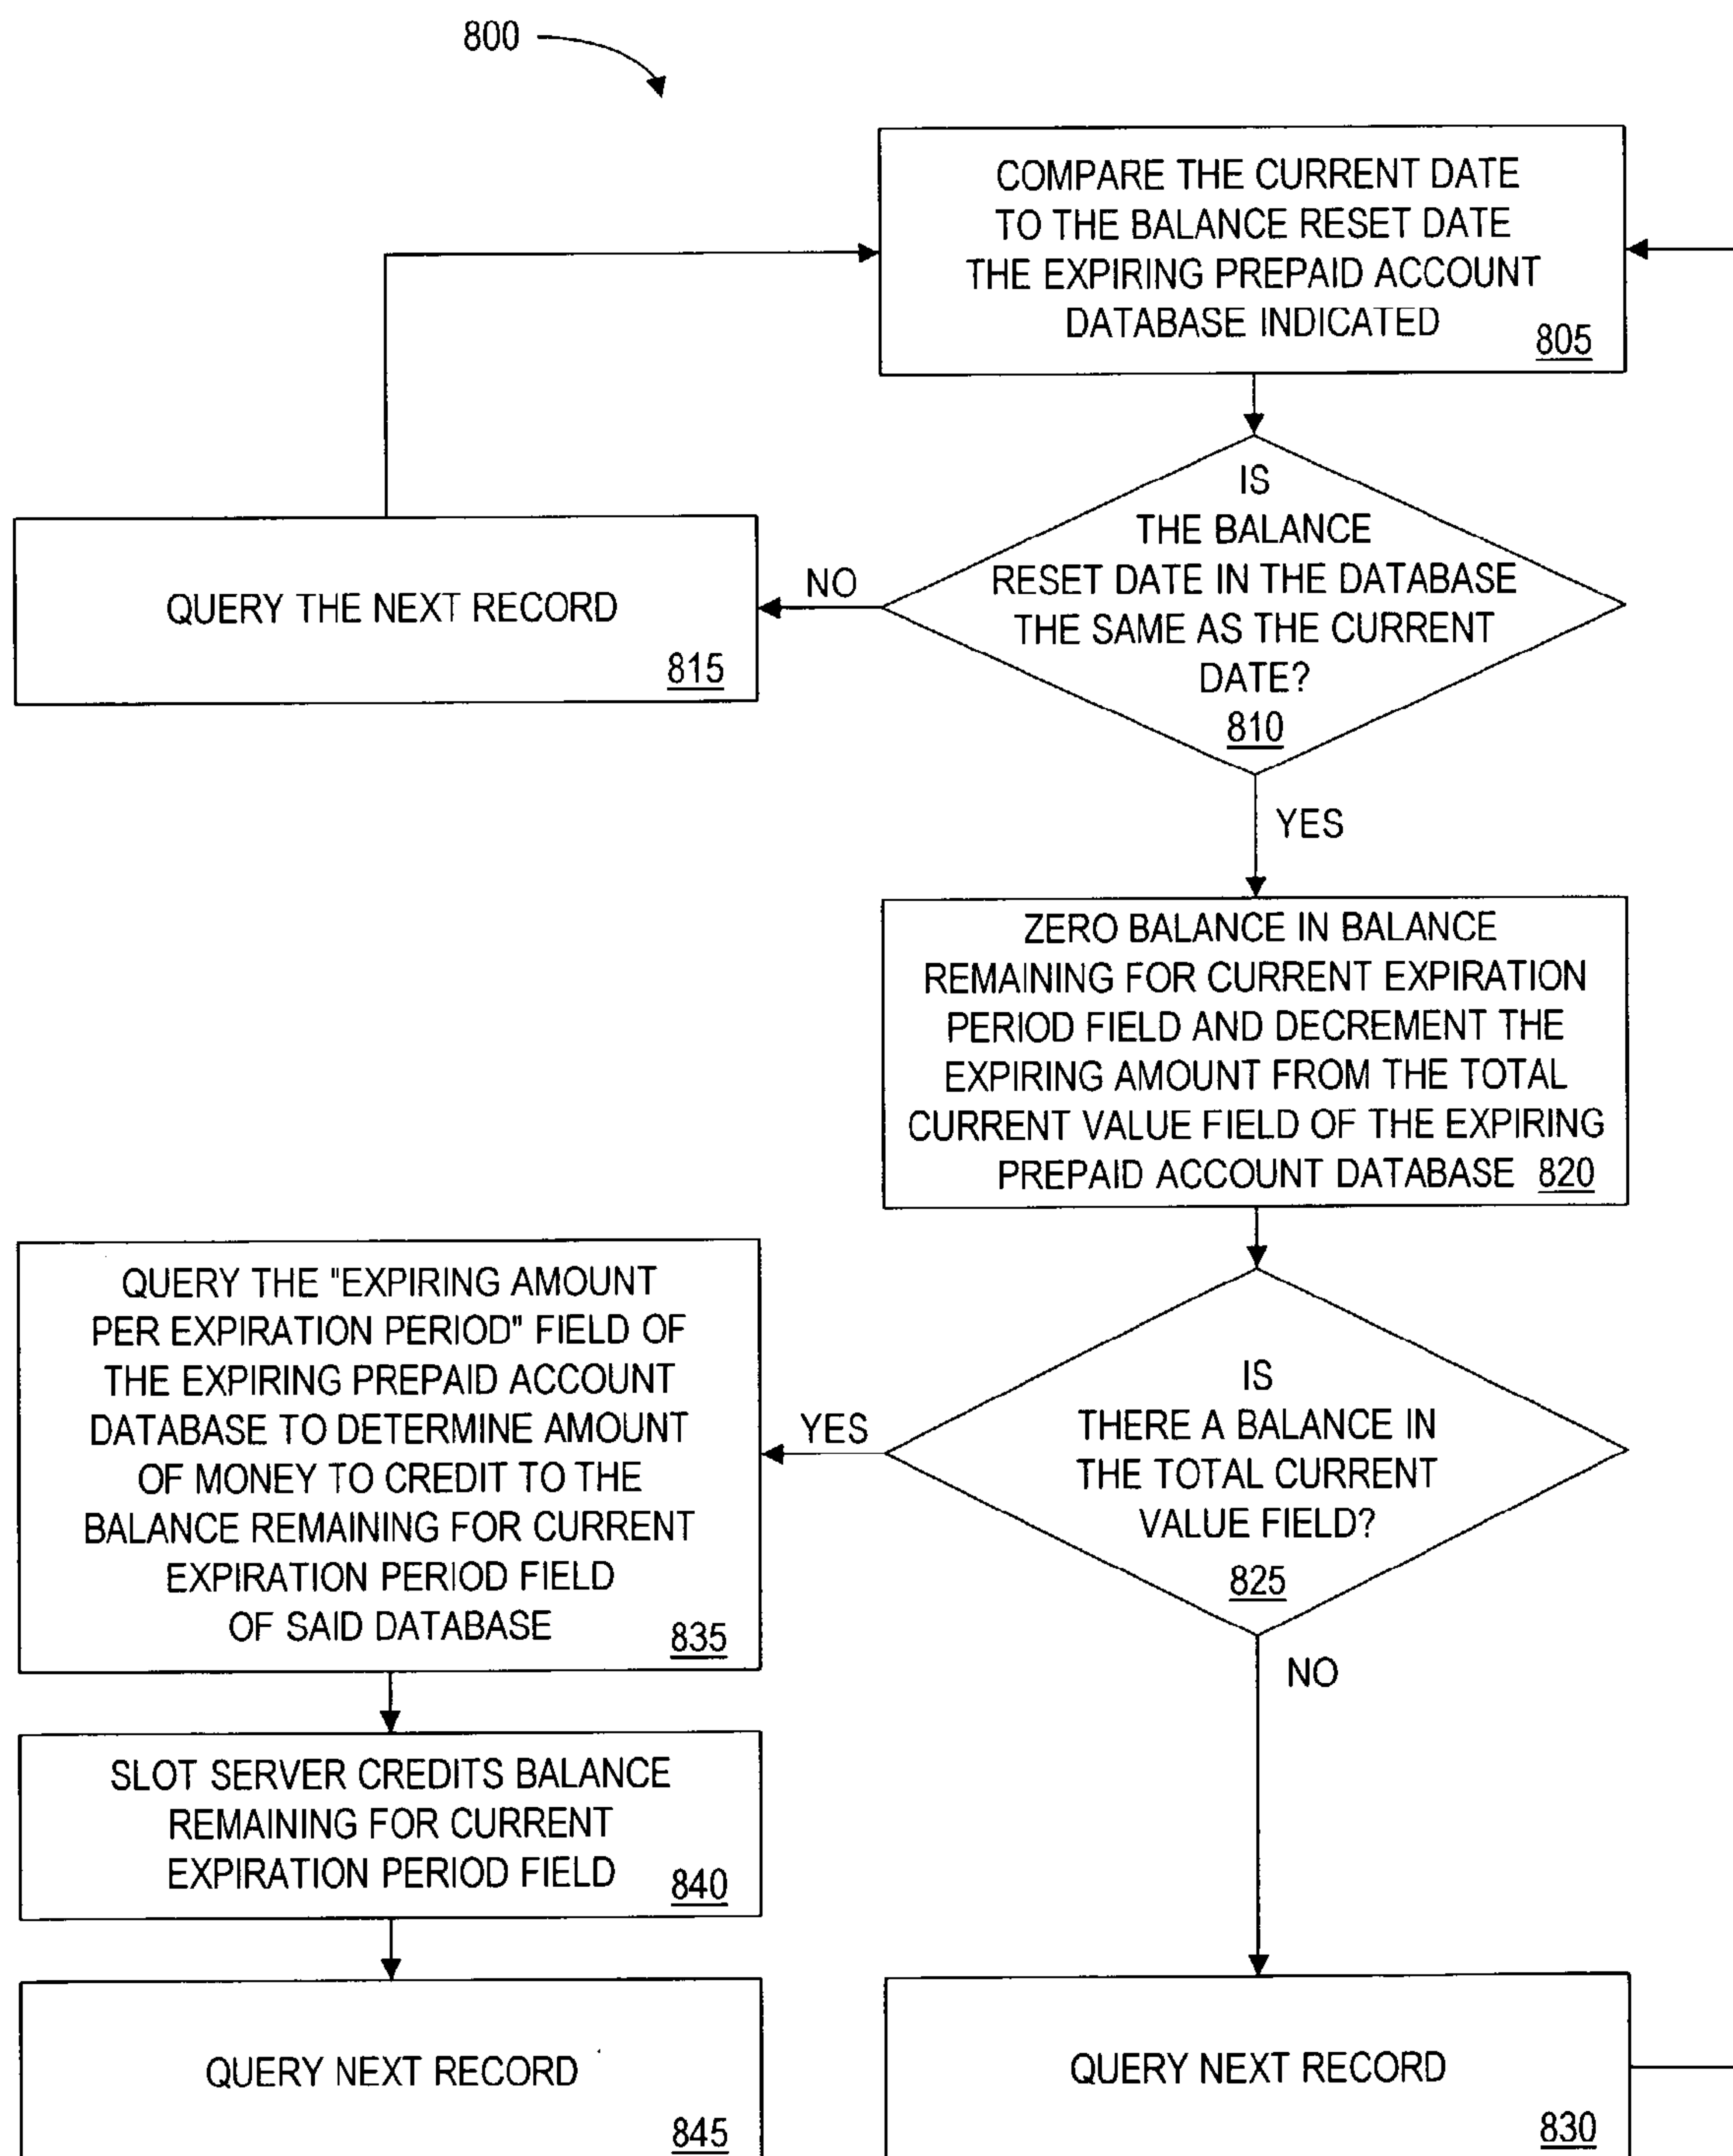 800
COMPARE THE CURRENT DATE
TO THE BALANCE RESET DATE
THE EXPIRING PREPAID ACCOUNT
DATABASE INDICATED
805
IS
THE BALANCE
RESET DATE IN THE DATABASE
THE SAME AS THE CURRENT
DATE?
810
NO
QUERY THE NEXT RECORD
815
YES
ZERO BALANCE IN BALANCE
REMAINING FOR CURRENT EXPIRATION
PERIOD FIELD AND DECREMENT THE
EXPIRING AMOUNT FROM THE TOTAL
CURRENT VALUE FIELD OF THE EXPIRING
PREPAID ACCOUNT DATABASE 820
IS
THERE A BALANCE IN
THE TOTAL CURRENT
VALUE FIELD?
825
YES
QUERY THE "EXPIRING AMOUNT
PER EXPIRATION PERIOD" FIELD OF
THE EXPIRING PREPAID ACCOUNT
DATABASE TO DETERMINE AMOUNT
OF MONEY TO CREDIT TO THE
BALANCE REMAINING FOR CURRENT
EXPIRATION PERIOD FIELD
OF SAID DATABASE
835
NO
SLOT SERVER CREDITS BALANCE
REMAINING FOR CURRENT
EXPIRATION PERIOD FIELD
840
QUERY NEXT RECORD
845
QUERY NEXT RECORD
830